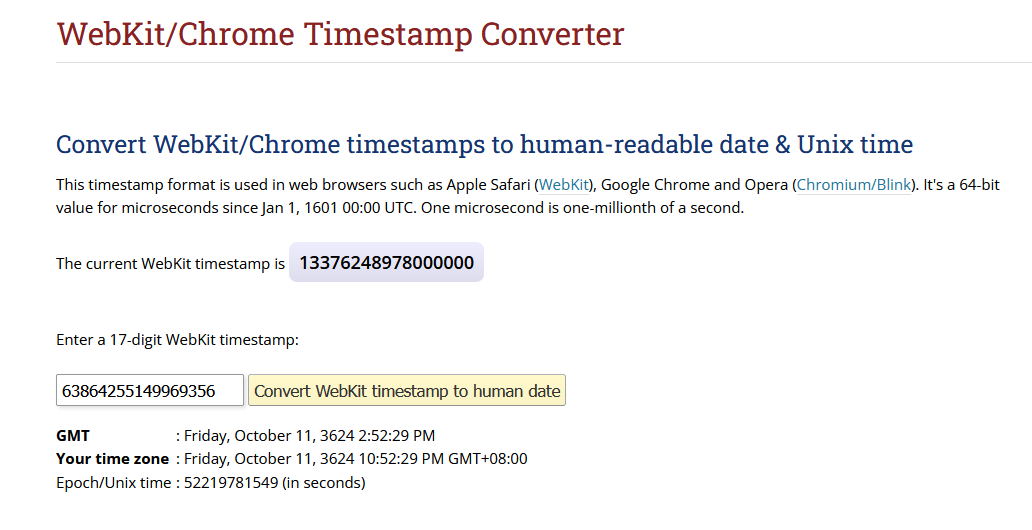 WebKit/Chrome Timestamp Converter
Convert WebKit/Chrome timestamps to human-readable date & Unix time
This timestamp format is used in web browsers such as Apple Safari (WebKit), Google Chrome and Opera (Chromium/Blink). It's a 64-bit
value for microseconds since Jan 1, 1601 00:00 UTC. One microsecond is one-millionth of a second.
The current WebKit timestamp is 13376248978000000
Enter a 17-digit WebKit timestamp:
63864255149969356 Convert WebKit timestamp to human date
GMT : Friday, October 11, 3624 2:52:29 PM
Your time zone : Friday, October 11, 3624 10:52:29 PM GMT+08:00
Epoch/Unix time : 52219781549 (in seconds)